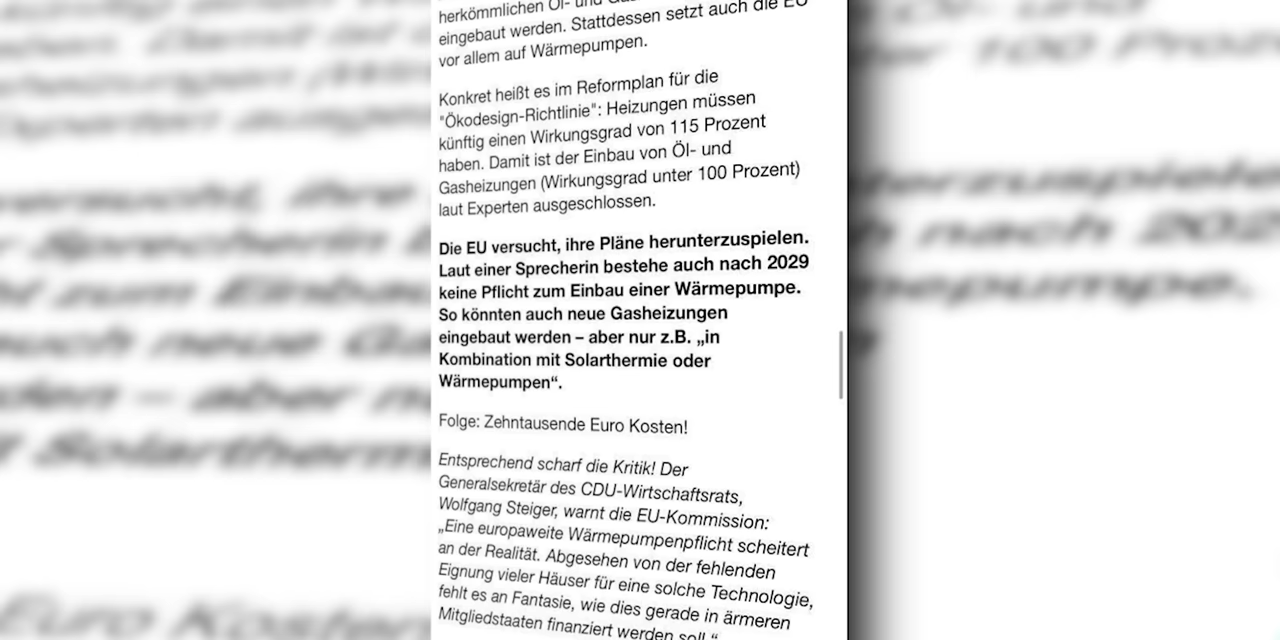 herkömmlichen Öl- und
eingebaut werden. Stattdessen setzt auch die EU
vor allem auf Wärmepumpen.
Konkret heißt es im Reformplan für die
"Ökodesign-Richtlinie": Heizungen müssen
künftig einen Wirkungsgrad von 115 Prozent
haben. Damit ist der Einbau von Öl- und
Gasheizungen (Wirkungsgrad unter 100 Prozent)
laut Experten ausgeschlossen.
Die EU versucht, ihre Pläne herunterzuspielen.
Laut einer Sprecherin bestehe auch nach 2029
keine Pflicht zum Einbau einer Wärmepumpe.
So könnten auch neue Gasheizungen
eingebaut werden – aber nur z.B. „in
Kombination mit Solarthermie oder
Wärmepumpen“.
Folge: Zehntausende Euro Kosten!
Entsprechend scharf die Kritik! Der
Generalsekretär des CDU-Wirtschaftsrats,
Wolfgang Steiger, warnt die EU-Kommission:
„Eine europaweite Wärmepumpenpflicht scheitert
an der Realität. Abgesehen von der fehlenden
Eignung vieler Häuser für eine solche Technologie,
fehlt es an Fantasie, wie dies gerade in ärmeren
Mitgliedstaaten finanziert werden soll.“